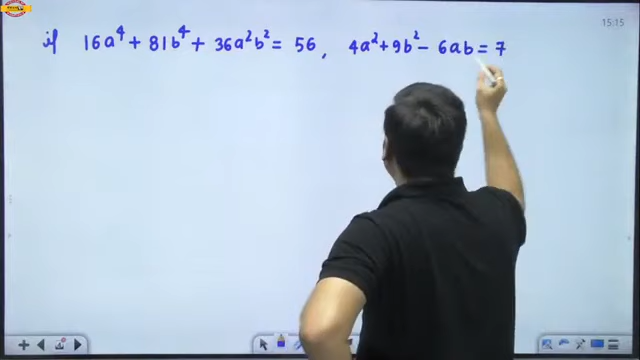 15:15
if 16a⁴ + 81b⁴ + 36a²b² = 56, 4a² + 9b² - 6ab = 7